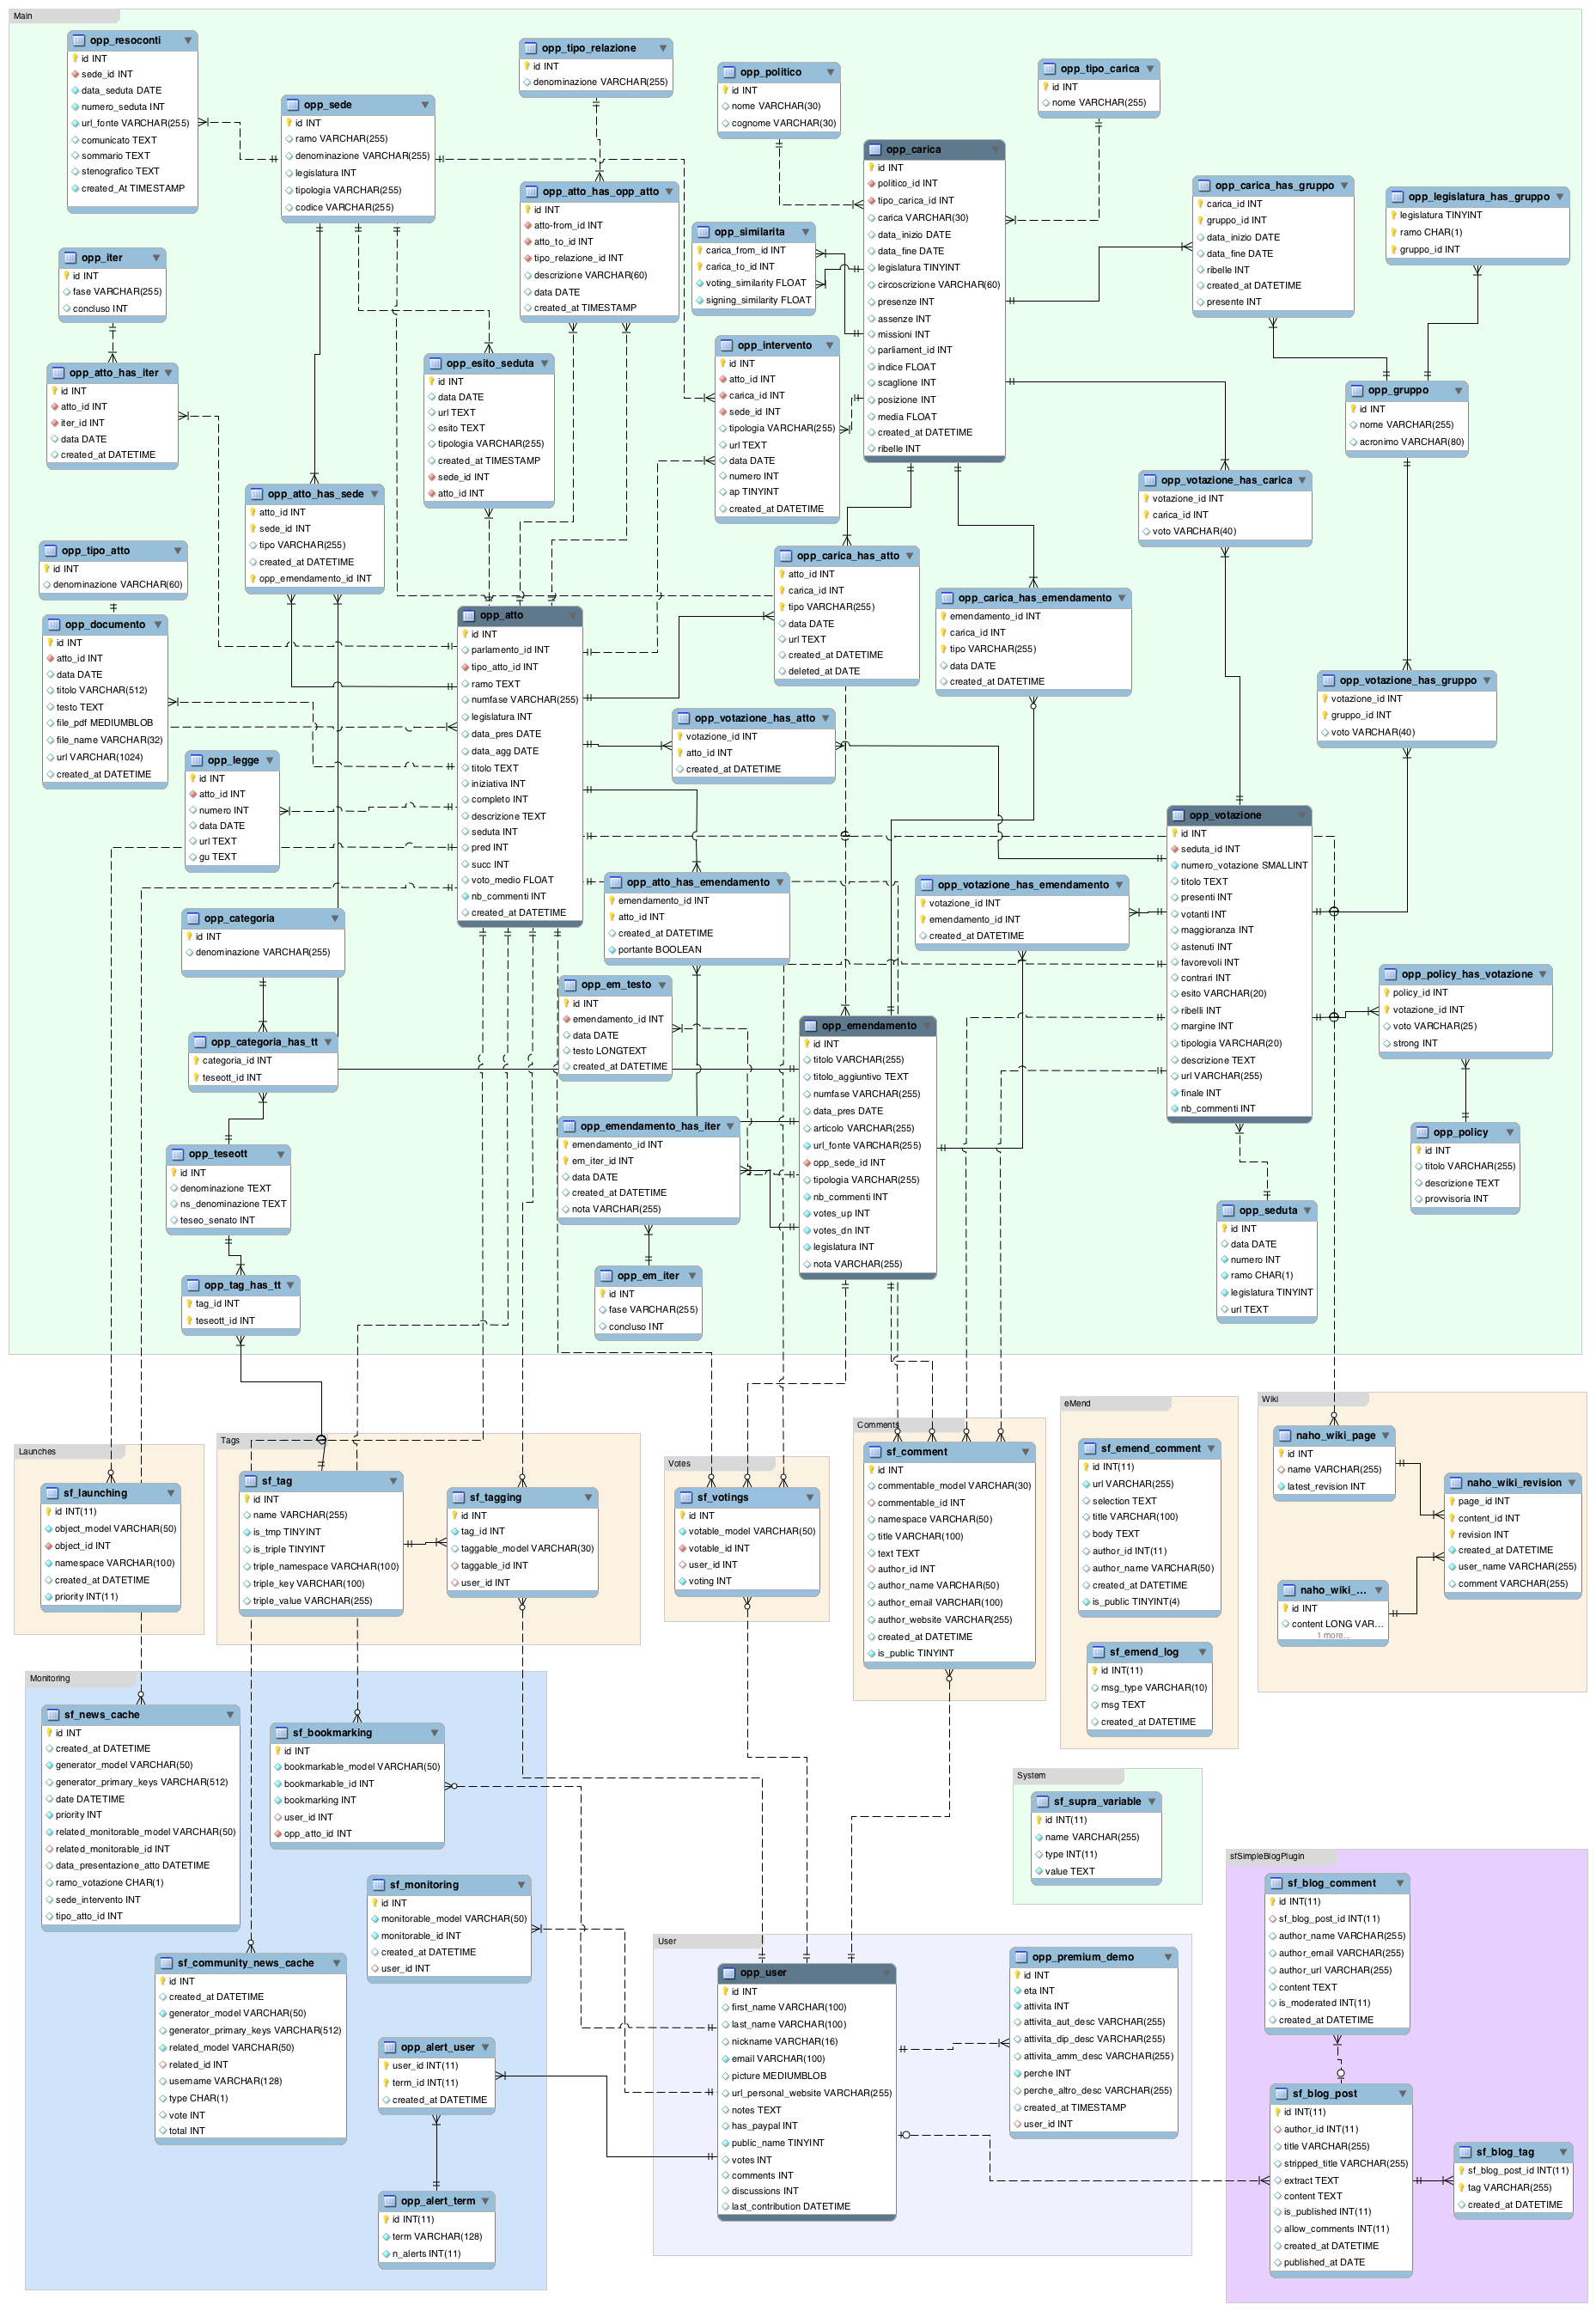 Main
opp_resoconti
id INT
sede_id INT
data_seduta DATE
numero_seduta INT
url_fonte VARCHAR(255)
comunicato TEXT
sommario TEXT
stenografico TEXT
created_At TIMESTAMP
opp_sede
id INT
ramo VARCHAR(255)
denominazione VARCHAR(255)
legislatura INT
tipologia VARCHAR(255)
codice VARCHAR(255)
opp_tipo_relazione
id INT
denominazione VARCHAR(255)
opp_politico
id INT
nome VARCHAR(30)
cognome VARCHAR(30)
opp_tipo_carica
id INT
nome VARCHAR(255)
opp_carica
id INT
politico_id INT
tipo_carica_id INT
carica VARCHAR(30)
data_inizio DATE
data_fine DATE
legislatura TINYINT
circoscrizione VARCHAR(60)
presenze INT
assenze INT
missioni INT
parliament_id INT
indice FLOAT
scaglione INT
posizione INT
media FLOAT
created_at DATETIME
ribelle INT
opp_atto_has_opp_atto
id INT
atto-from_id INT
atto_to_id INT
tipo_relazione_id INT
descrizione VARCHAR(60)
data DATE
created_at TIMESTAMP
opp_similarita
carica_from_id INT
carica_to_id INT
voting_similarity FLOAT
signing_similarity FLOAT
opp_carica_has_gruppo
carica_id INT
gruppo_id INT
data_inizio DATE
data_fine DATE
ribelle INT
created_at DATETIME
presente INT
opp_legislatura_has_gruppo
legislatura TINYINT
ramo CHAR(1)
gruppo_id INT
opp_iter
id INT
fase VARCHAR(255)
concluso INT
opp_atto_has_iter
id INT
atto_id INT
iter_id INT
data DATE
created_at DATETIME
opp_esito_seduta
id INT
data DATE
url TEXT
esito TEXT
tipologia VARCHAR(255)
created_at TIMESTAMP
sede_id INT
atto_id INT
opp_intervento
id INT
atto_id INT
carica_id INT
sede_id INT
tipologia VARCHAR(255)
url TEXT
data DATE
numero INT
ap TINYINT
created_at DATETIME
opp_gruppo
id INT
nome VARCHAR(255)
acronimo VARCHAR(80)
opp_atto_has_sede
atto_id INT
sede_id INT
tipo VARCHAR(255)
created_at DATETIME
opp_emendamento_id INT
opp_votazione_has_carica
votazione_id INT
carica_id INT
voto VARCHAR(40)
opp_tipo_atto
id INT
denominazione VARCHAR(60)
opp_documento
id INT
atto_id INT
data DATE
titolo VARCHAR(512)
testo TEXT
file_pdf MEDIUMBLOB
file_name VARCHAR(32)
url VARCHAR(1024)
created_at DATETIME
opp_carica_has_atto
atto_id INT
carica_id INT
tipo VARCHAR(255)
data DATE
url TEXT
created_at DATETIME
deleted_at DATE
opp_carica_has_emendamento
emendamento_id INT
carica_id INT
tipo VARCHAR(255)
data DATE
created_at DATETIME
opp_atto
id INT
parlamento_id INT
tipo_atto_id INT
ramo TEXT
numfase VARCHAR(255)
legislatura INT
data_pres DATE
data_agg DATE
titolo TEXT
iniziativa INT
completo INT
descrizione TEXT
seduta INT
pred INT
succ INT
voto_medio FLOAT
nb_commenti INT
created_at DATETIME
opp_votazione_has_gruppo
votazione_id INT
gruppo_id INT
voto VARCHAR(40)
opp_votazione_has_atto
votazione_id INT
atto_id INT
created_at DATETIME
opp_legge
id INT
atto_id INT
numero INT
data DATE
url TEXT
gu TEXT
opp_votazione
id INT
seduta_id INT
numero_votazione SMALLINT
titolo TEXT
presenti INT
votanti INT
maggioranza INT
astenuti INT
favorevoli INT
contrari INT
esito VARCHAR(20)
ribelli INT
margine INT
tipologia VARCHAR(20)
descrizione TEXT
url VARCHAR(255)
finale INT
nb_commenti INT
opp_atto_has_emendamento
emendamento_id INT
atto_id INT
created_at DATETIME
portante BOOLEAN
opp_votazione_has_emendamento
votazione_id INT
emendamento_id INT
created_at DATETIME
opp_categoria
id INT
denominazione VARCHAR(255)
opp_em_testo
id INT
emendamento_id INT
data DATE
testo LONGTEXT
created_at DATETIME
opp_policy_has_votazione
policy_id INT
votazione_id INT
voto VARCHAR(25)
strong INT
opp_categoria_has_tt
categoria_id INT
teseott_id INT
opp_emendamento
id INT
titolo VARCHAR(255)
titolo_aggiuntivo TEXT
numfase VARCHAR(255)
data_pres DATE
articolo VARCHAR(255)
url_fonte VARCHAR(255)
opp_sede_id INT
tipologia VARCHAR(255)
nb_commenti INT
votes_up INT
votes_dn INT
legislatura INT
nota VARCHAR(255)
opp_emendamento_has_iter
emendamento_id INT
em_iter_id INT
data DATE
created_at DATETIME
nota VARCHAR(255)
opp_policy
id INT
titolo VARCHAR(255)
descrizione TEXT
provvisoria INT
opp_teseott
id INT
denominazione TEXT
ns_denominazione TEXT
teseo_senato INT
opp_seduta
id INT
data DATE
numero INT
ramo CHAR(1)
legislatura TINYINT
url TEXT
opp_em_iter
id INT
fase VARCHAR(255)
concluso INT
opp_tag_has_tt
tag_id INT
teseott_id INT
Launches
sf_launching
id INT(11)
object_model VARCHAR(50)
object_id INT
namespace VARCHAR(100)
created_at DATETIME
priority INT(11)
Tags
sf_tag
id INT
name VARCHAR(255)
is_tmp TINYINT
is_triple TINYINT
triple_namespace VARCHAR(100)
triple_key VARCHAR(100)
triple_value VARCHAR(255)
sf_tagging
id INT
tag_id INT
taggable_model VARCHAR(30)
taggable_id INT
user_id INT
Votes
sf_votings
id INT
votable_model VARCHAR(50)
votable_id INT
user_id INT
voting INT
Comments
sf_comment
id INT
commentable_model VARCHAR(30)
commentable_id INT
namespace VARCHAR(50)
title VARCHAR(100)
text TEXT
author_id INT
author_name VARCHAR(50)
author_email VARCHAR(100)
author_website VARCHAR(255)
created_at DATETIME
is_public TINYINT
eMend
sf_emend_comment
id INT(11)
url VARCHAR(255)
selection TEXT
title VARCHAR(100)
body TEXT
author_id INT(11)
author_name VARCHAR(50)
created_at DATETIME
is_public TINYINT(4)
sf_emend_log
id INT(11)
msg_type VARCHAR(10)
msg TEXT
created_at DATETIME
Wiki
naho_wiki_page
id INT
name VARCHAR(255)
latest_revision INT
naho_wiki_revision
page_id INT
content_id INT
revision INT
created_at DATETIME
user_name VARCHAR(255)
comment VARCHAR(255)
naho_wiki_...
id INT
content LONG VAR...
1 more...
Monitoring
sf_news_cache
id INT
created_at DATETIME
generator_model VARCHAR(50)
generator_primary_keys VARCHAR(512)
date DATETIME
priority INT
related_monitorable_model VARCHAR(50)
related_monitorable_id INT
data_presentazione_atto DATETIME
ramo_votazione CHAR(1)
sede_intervento INT
tipo_atto_id INT
sf_bookmarking
id INT
bookmarkable_model VARCHAR(50)
bookmarkable_id INT
bookmarking INT
user_id INT
opp_atto_id INT
sf_monitoring
id INT
monitorable_model VARCHAR(50)
monitorable_id INT
created_at DATETIME
user_id INT
sf_community_news_cache
id INT
created_at DATETIME
generator_model VARCHAR(50)
generator_primary_keys VARCHAR(512)
related_model VARCHAR(50)
related_id INT
username VARCHAR(128)
type CHAR(1)
vote INT
total INT
opp_alert_user
user_id INT(11)
term_id INT(11)
created_at DATETIME
opp_alert_term
id INT(11)
term VARCHAR(128)
n_alerts INT(11)
System
sf_supra_variable
id INT(11)
name VARCHAR(255)
type INT(11)
value TEXT
User
opp_user
id INT
first_name VARCHAR(100)
last_name VARCHAR(100)
nickname VARCHAR(16)
email VARCHAR(100)
picture MEDIUMBLOB
url_personal_website VARCHAR(255)
notes TEXT
has_paypal INT
public_name TINYINT
votes INT
comments INT
discussions INT
last_contribution DATETIME
opp_premium_demo
id INT
eta INT
attivita INT
attivita_aut_desc VARCHAR(255)
attivita_dip_desc VARCHAR(255)
attivita_amm_desc VARCHAR(255)
perche INT
perche_altro_desc VARCHAR(255)
created_at TIMESTAMP
user_id INT
sfSimpleBlogPlugin
sf_blog_comment
id INT(11)
sf_blog_post_id INT(11)
author_name VARCHAR(255)
author_email VARCHAR(255)
author_url VARCHAR(255)
content TEXT
is_moderated INT(11)
created_at DATETIME
sf_blog_post
id INT(11)
author_id INT(11)
title VARCHAR(255)
stripped_title VARCHAR(255)
extract TEXT
content TEXT
is_published INT(11)
allow_comments INT(11)
created_at DATETIME
published_at DATE
sf_blog_tag
sf_blog_post_id INT(11)
tag VARCHAR(255)
created_at DATETIME